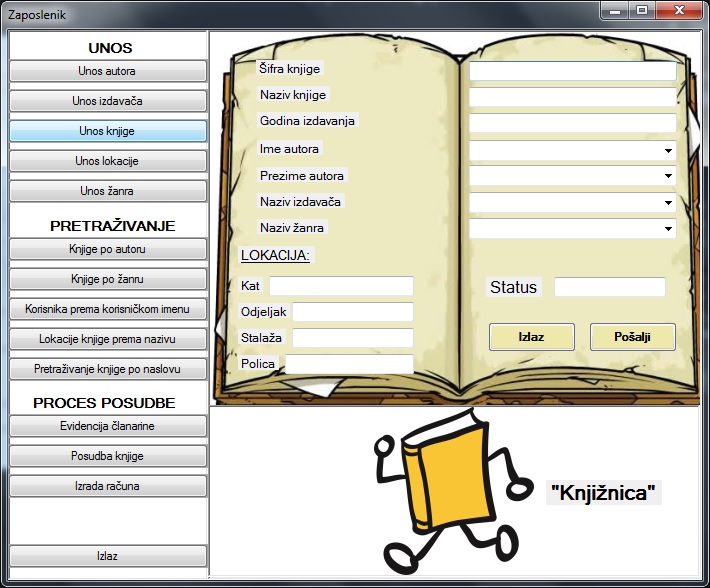 Zaposlenik
UNOS
Unos autora
Unos izdavača
Unos knjige
Unos lokacije
Unos žanra
PRETRAŽIVANJE
Knjige po autoru
Knjige po žanru
Korisnika prema korisničkom imenu
Lokacije knjige prema nazivu
Pretraživanje knjige po naslovu
PROCES POSUDBE
Evidencija članarine
Posudba knjige
Izrada računa
Izlaz
Šifra knjige
Naziv knjige
Godina izdavanja
Ime autora
Prezime autora
Naziv izdavača
Naziv žanra
LOKACIJA:
Kat
Odjeljak
Stalaža
Polica
Status
Izlaz
Pošalji
"Knjižnica"